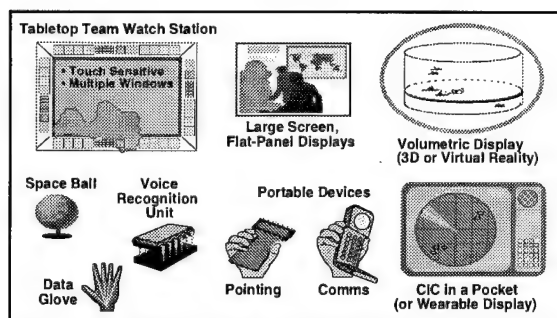 Tabletop Team Watch Station
• Touch Sensitive
• Multiple Windows
Large Screen,
Flat-Panel Displays
Volumetric Display
(3D or Virtual Reality)
Space Ball
Voice
Recognition
Unit
Portable Devices
Data
Glove
Pointing
Comms
CIC in a Pocket
(or Wearable Display)